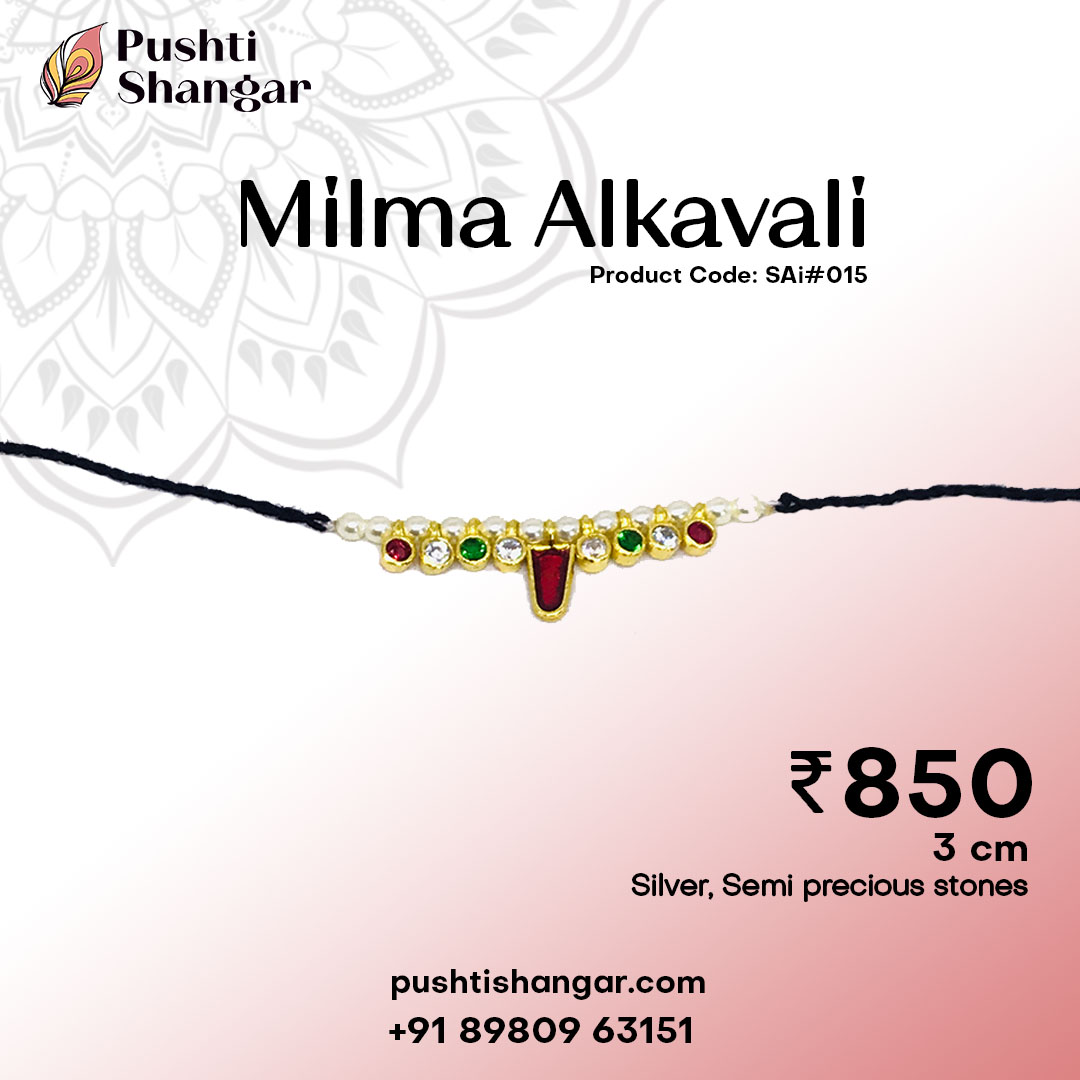 Pushti
Shangar
Milma Alkavali
Product Code: SAi#015
₹850
3 cm
Silver, Semi precious stones
pushtishangar.com
+91 89809 63151